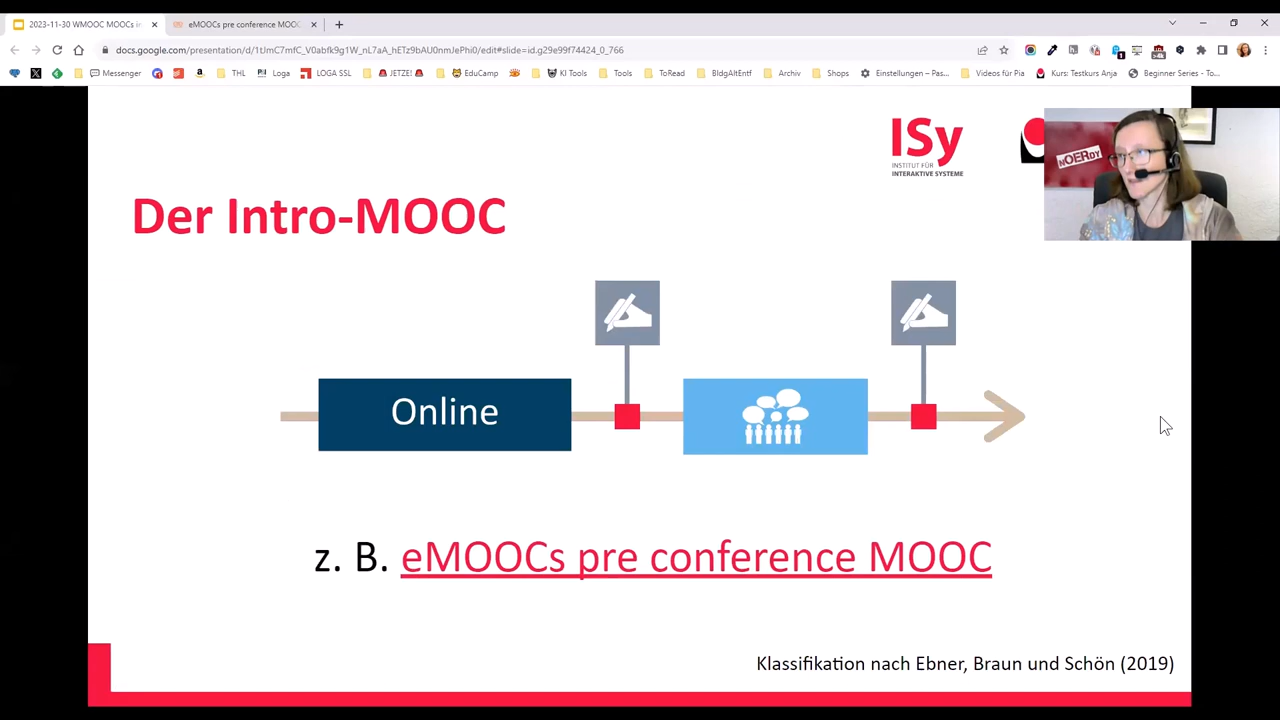 2023-11-30 WMOOC MOOCs in
eMOOCs pre conference MOOC
docs.google.com/presentation/d/1tJmC7mfC_V0abfk9g1W_nL7aA_hETz9bAU0nmJePhi0/edit#slide=id.g29e99f74424_0_766
Messenger
THL
Loga
LOGA SSL
JETZE!
EduCamp
KI Tools
Tools
ToRead
BldgAltEntf
Archiv
Shops
Einstellungen – Pas...
Videos für Pia
Kurs: Testkurs Anja
Beginner Series - To...
ISy
INSTITUT FÜR
INTERAKTIVE SYSTEME
nOERdy
Der Intro-MOOC
Online
z. B. eMOOCs pre conference MOOC
Klassifikation nach Ebner, Braun und Schön (2019)